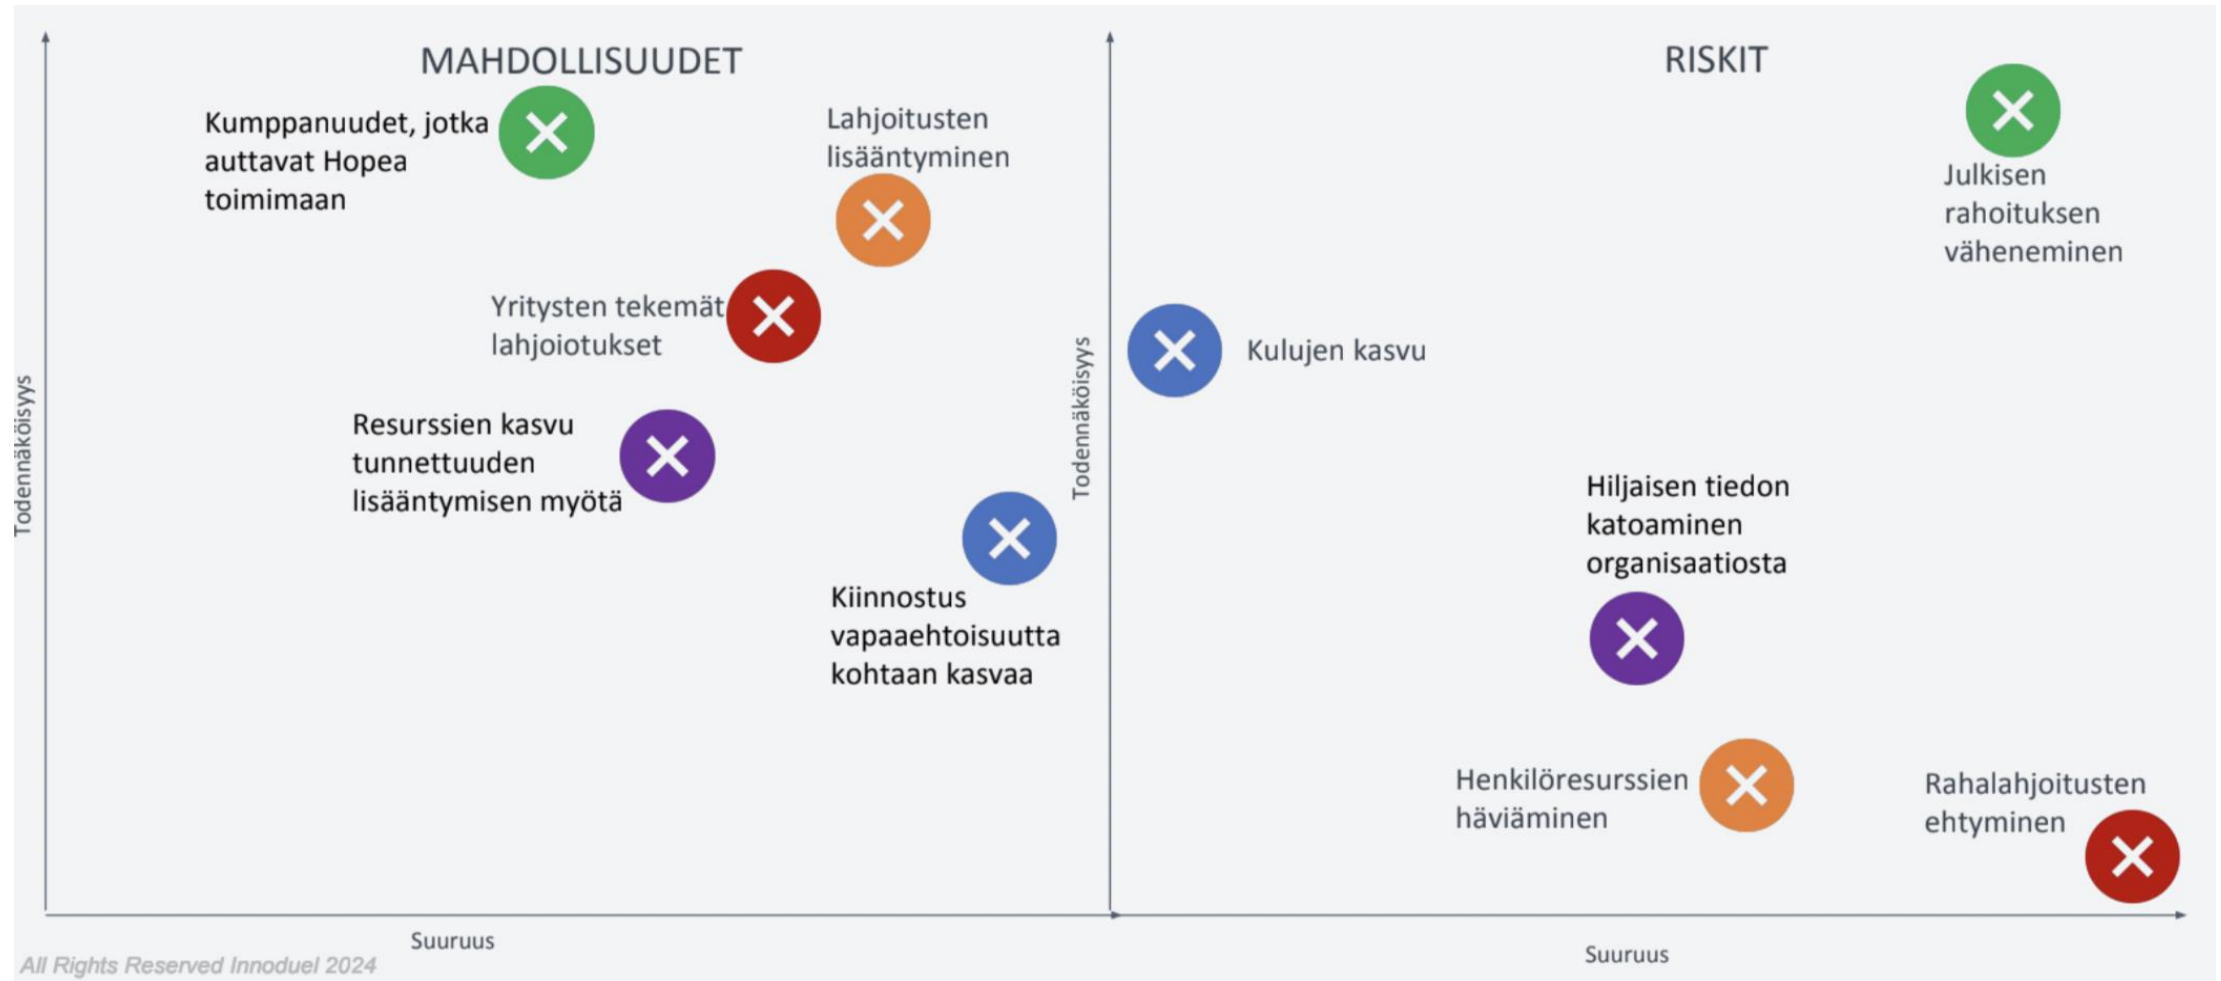 MAHDOLLISUUDET
Kumppanuudet, jotka
auttavat Hopea
toimimaan
Lahjoitusten
lisääntyminen
Yritysten tekemät
lahjoiotukset
Resurssien kasvu
tunnettuuden
lisääntymisen myötä
Kiinnostus
vapaaehtoisuutta
kohtaan kasvaa
Todennäköisyys
Suuruus
RISKIT
Julkisen
rahoituksen
väheneminen
Kulujen kasvu
Hiljaisen tiedon
katoaminen
organisaatiosta
Henkilöresurssien
häviäminen
Rahalahjoitusten
ehtyminen
Todennäköisyys
Suuruus
All Rights Reserved Innoduel 2024